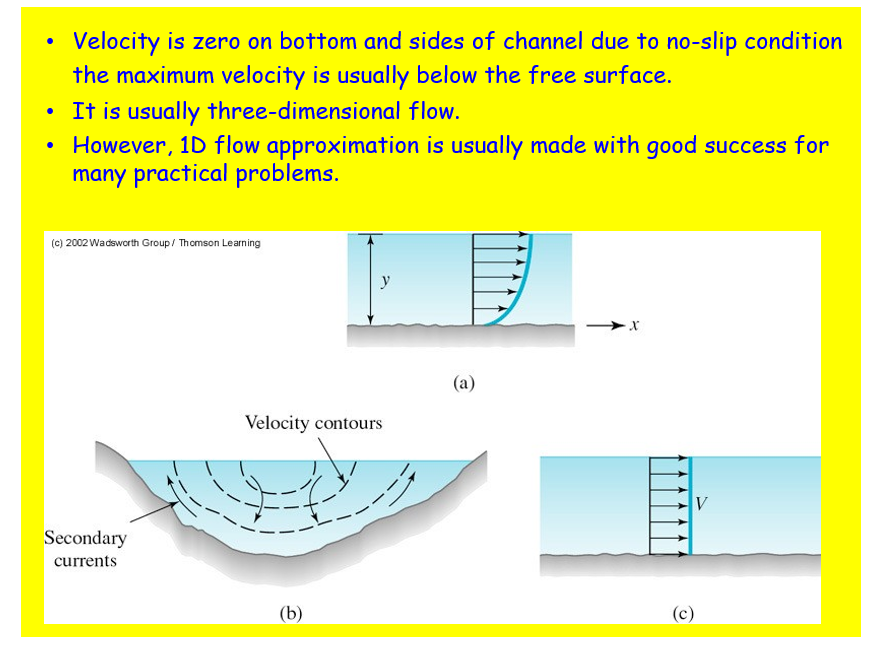 • Velocity is zero on bottom and sides of channel due to no-slip condition
the maximum velocity is usually below the free surface.
• It is usually three-dimensional flow.
• However, 1D flow approximation is usually made with good success for
many practical problems.
(c) 2002 Wadsworth Group / Thomson Learning
y
x
(a)
Velocity contours
V
Secondary
currents
(b)
(c)